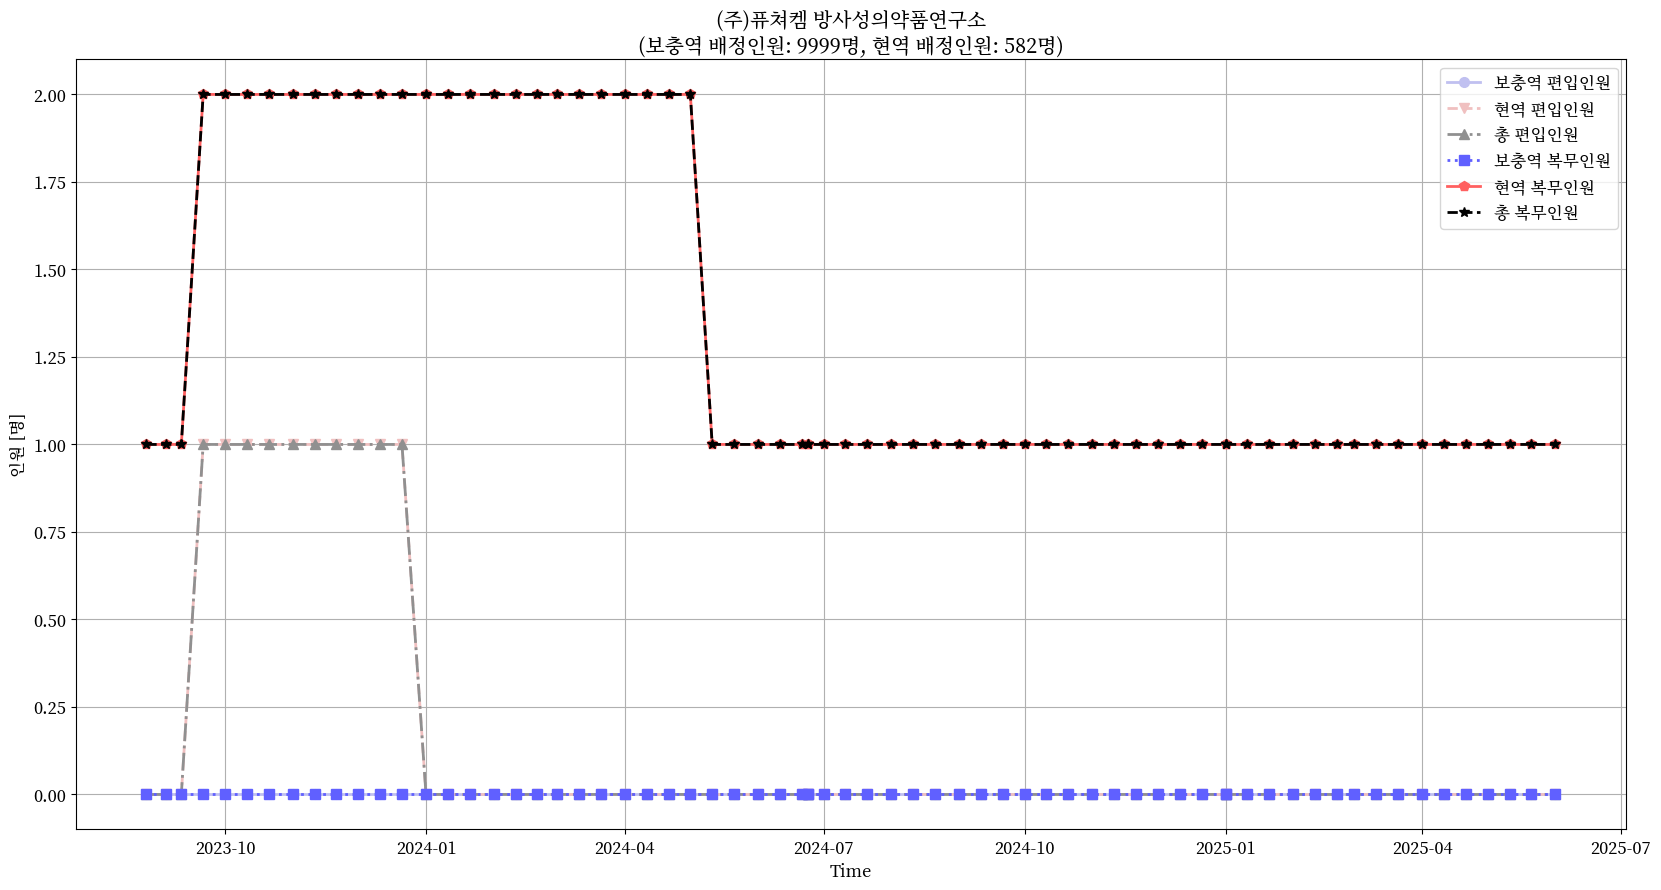 (주)퓨쳐켐 방사성의약품연구소
(보충역 배정인원: 9999명, 현역 배정인원: 582명)
보충역 편입인원
현역 편입인원
총 편입인원
보충역 복무인원
현역 복무인원
총 복무인원
인원 [명]
2.00
1.75
1.50
1.25
1.00
0.75
0.50
0.25
0.00
2023-10
2024-01
2024-04
2024-07
2024-10
2025-01
2025-04
2025-07
Time